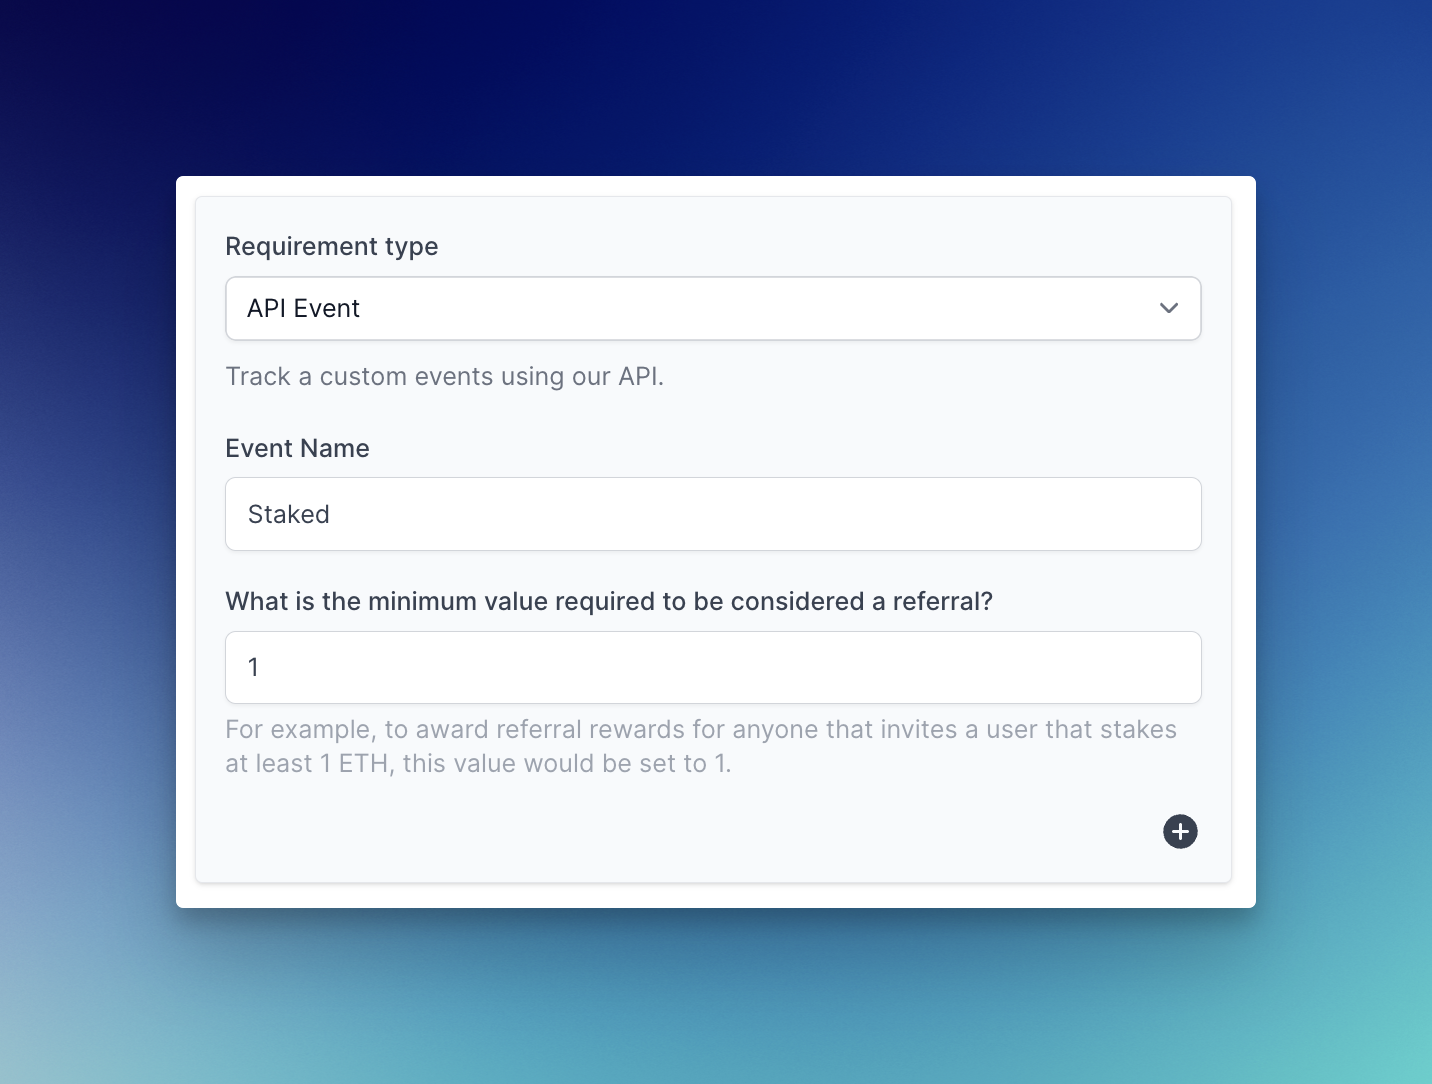 Requirement type
API Event
Track a custom events using our API.
Event Name
Staked
What is the minimum value required to be considered a referral?
1
For example, to award referral rewards for anyone that invites a user that stakes
at least 1 ETH, this value would be set to 1.